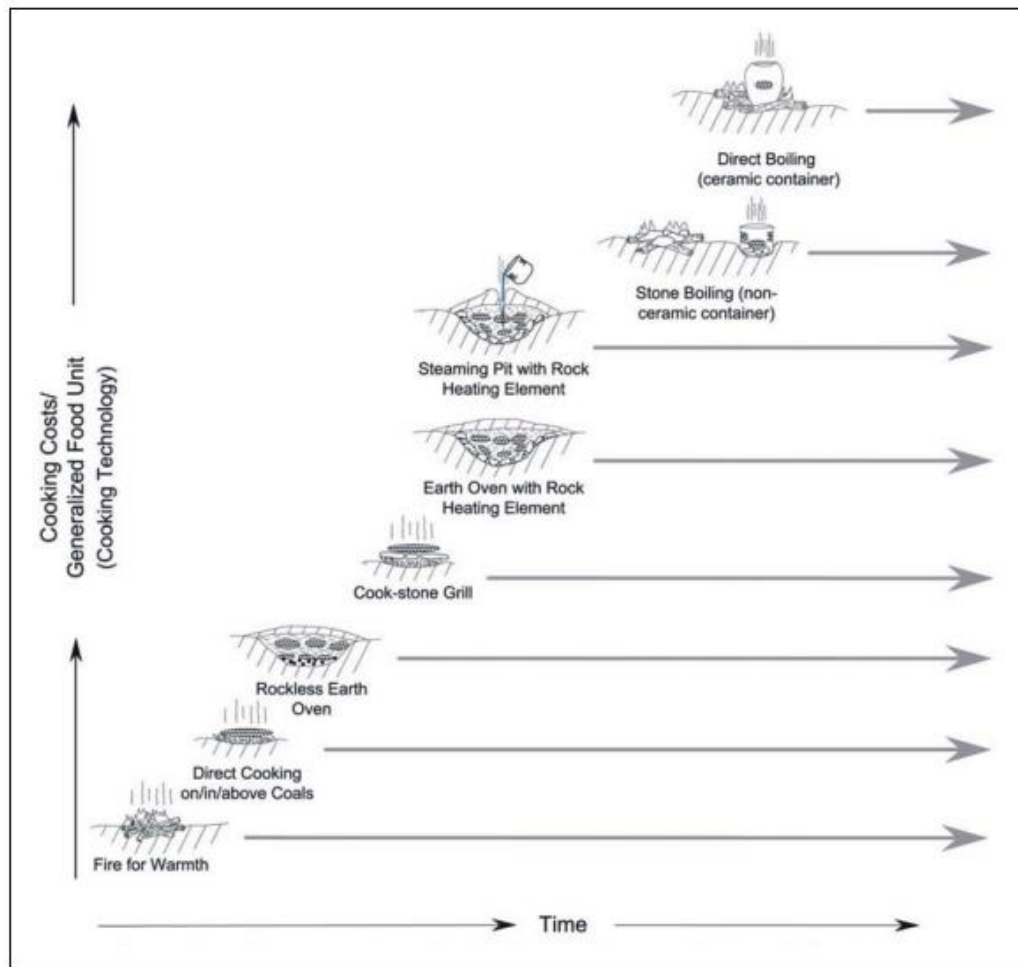 Direct Boiling
(ceramic container)
Stone Boiling (non-
ceramic container)
Steaming Pit with Rock
Heating Element
Earth Oven with Rock
Heating Element
Cook-stone Grill
Rockless Earth
Oven
Direct Cooking
on/in/above Coals
Fire for Warmth
Cooking Costs/
Generalized Food Unit
(Cooking Technology)
Time